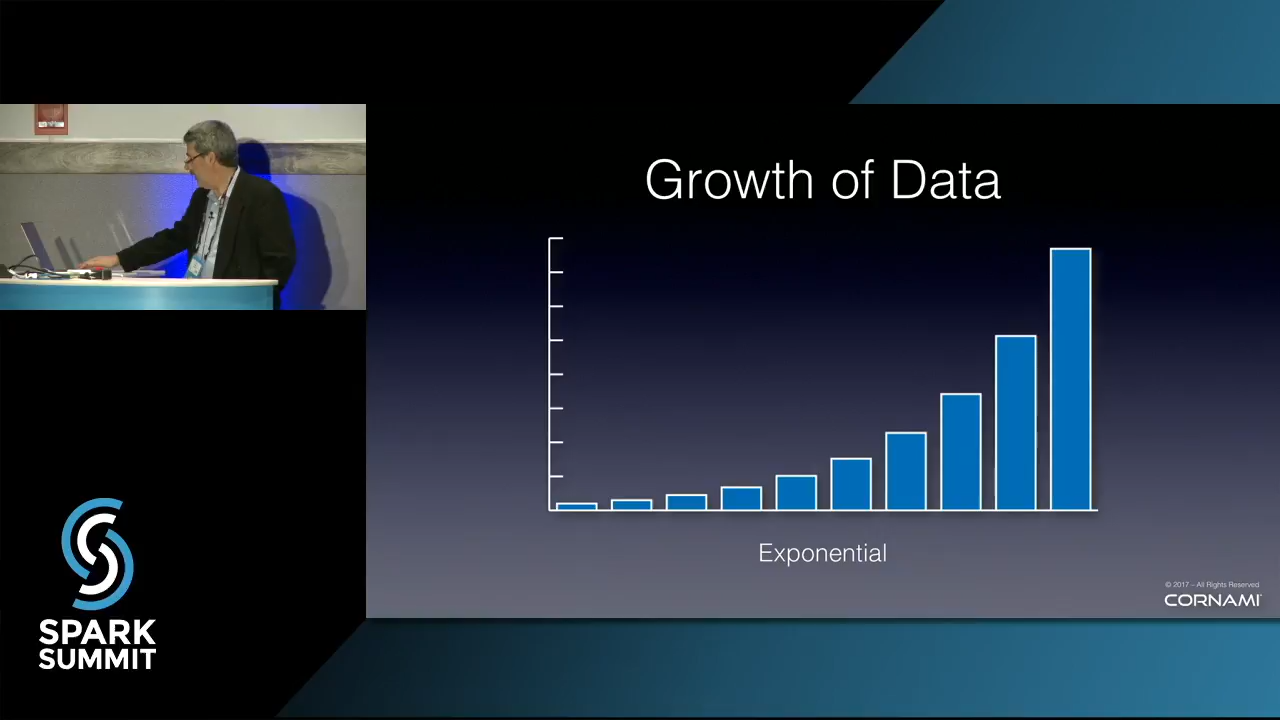 Growth of Data
Exponential
© 2017 – All Rights Reserved
CORNAMI
SPARK
SUMMIT